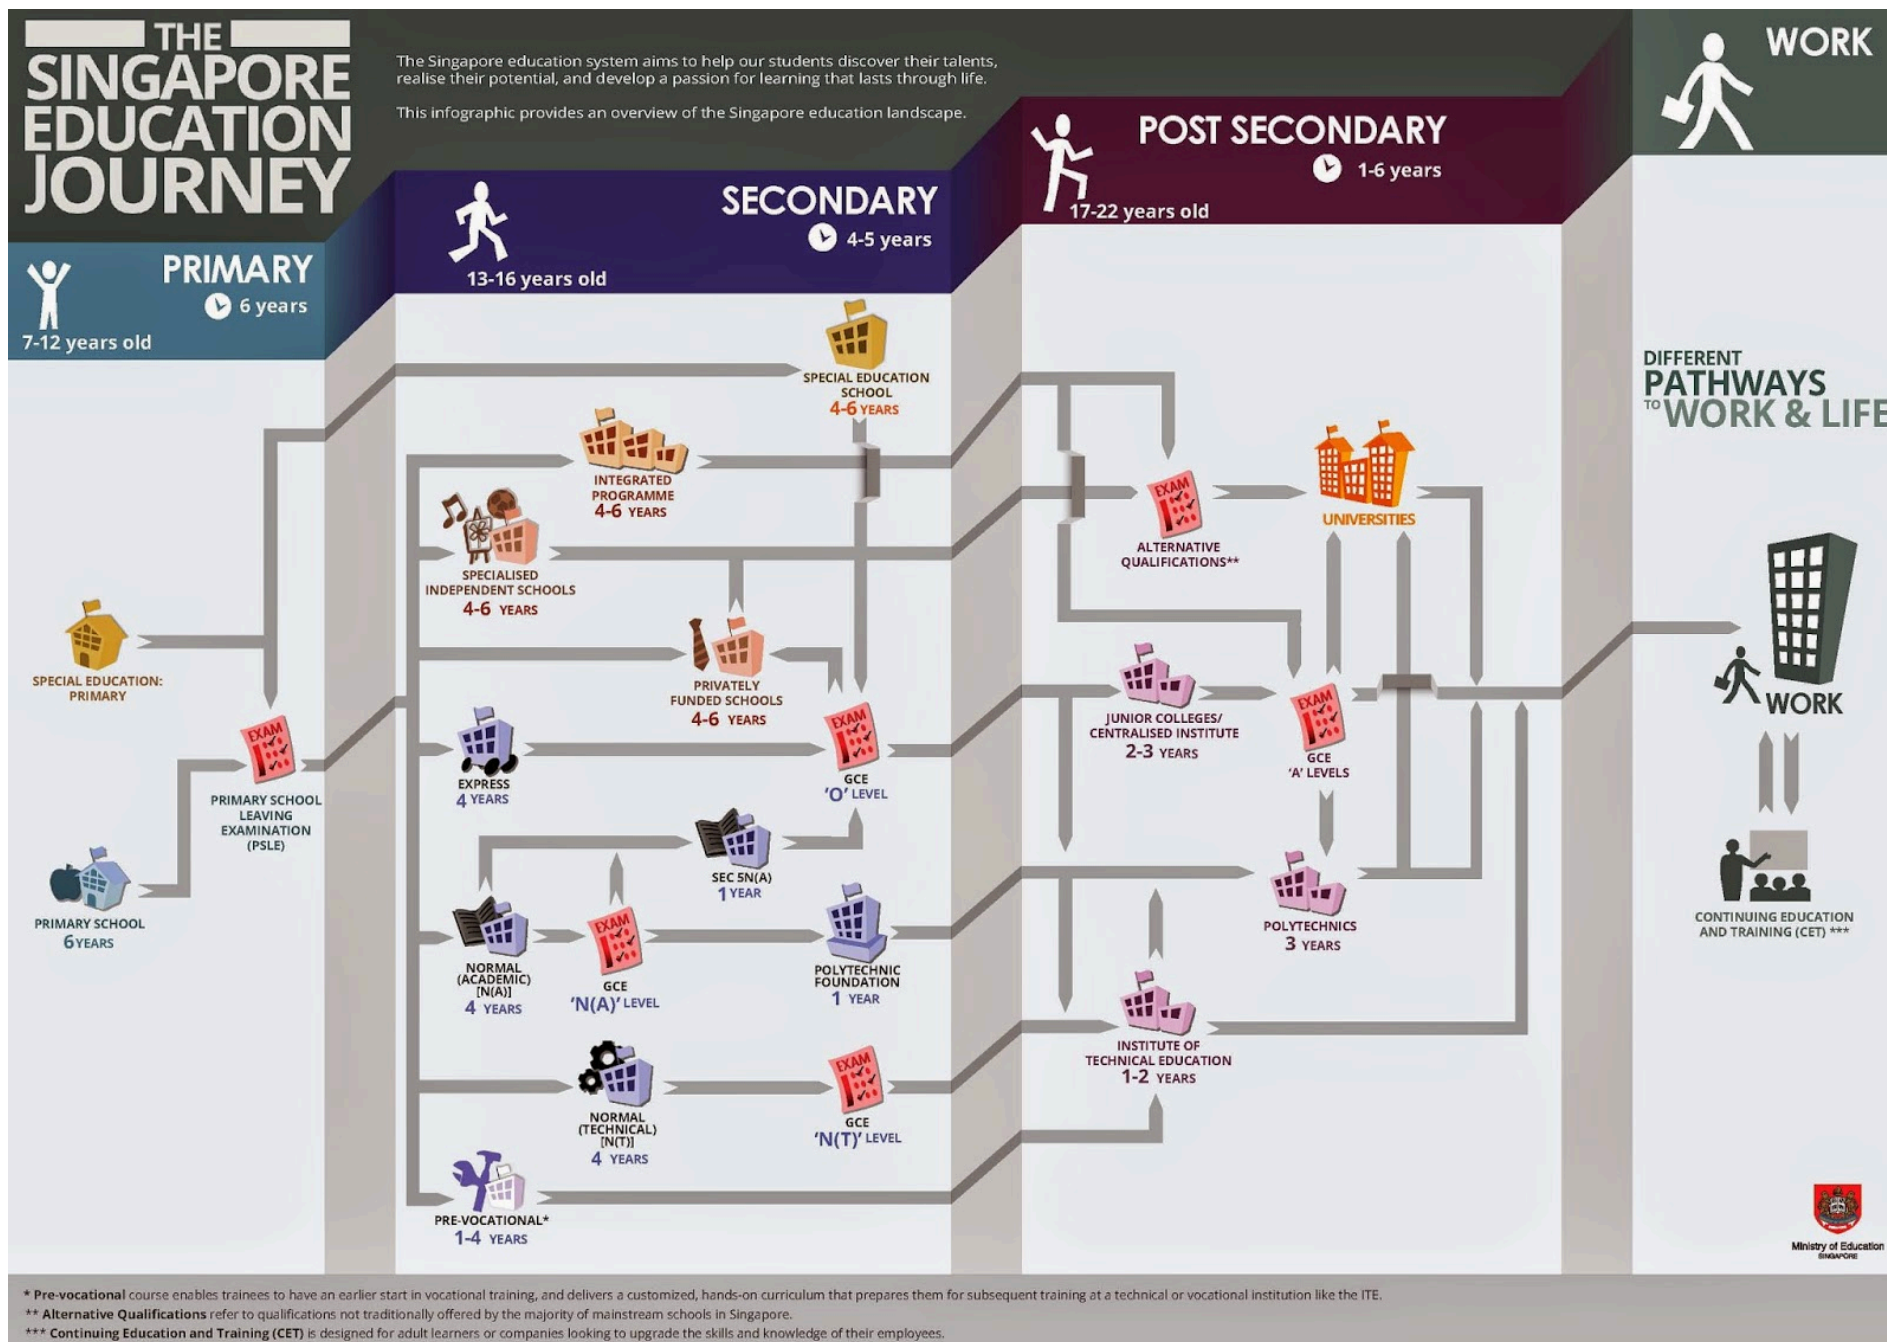 THE
SINGAPORE
EDUCATION
JOURNEY
The Singapore education system aims to help our students discover their talents,
realise their potential, and develop a passion for learning that lasts through life.
This infographic provides an overview of the Singapore education landscape.
PRIMARY
6 years
7-12 years old
SPECIAL EDUCATION:
PRIMARY
EXAM
PRIMARY SCHOOL
LEAVING
EXAMINATION
(PSLE)
PRIMARY SCHOOL
6 YEARS
SECONDARY
4-5 years
13-16 years old
SPECIAL EDUCATION
SCHOOL
4-6 YEARS
INTEGRATED
PROGRAMME
4-6 YEARS
SPECIALISED
INDEPENDENT SCHOOLS
4-6 YEARS
PRIVATELY
FUNDED SCHOOLS
4-6 YEARS
EXPRESS
4 YEARS
EXAM
GCE
'O' LEVEL
SEC 5N(A)
1 YEAR
NORMAL
(ACADEMIC)
[N(A)]
4 YEARS
EXAM
GCE
'N(A)' LEVEL
POLYTECHNIC
FOUNDATION
1 YEAR
NORMAL
(TECHNICAL)
[N(T)]
4 YEARS
EXAM
GCE
'N(T)' LEVEL
PRE-VOCATIONAL*
1-4 YEARS
POST SECONDARY
1-6 years
17-22 years old
EXAM
ALTERNATIVE
QUALIFICATIONS**
UNIVERSITIES
JUNIOR COLLEGES/
CENTRALISED INSTITUTE
2-3 YEARS
EXAM
GCE
'A' LEVELS
POLYTECHNICS
3 YEARS
INSTITUTE OF
TECHNICAL EDUCATION
1-2 YEARS
WORK
DIFFERENT
PATHWAYS
TO WORK & LIFE
WORK
CONTINUING EDUCATION
AND TRAINING (CET) ***
Ministry of Education
SINGAPORE
* Pre-vocational course enables trainees to have an earlier start in vocational training, and delivers a customized, hands-on curriculum that prepares them for subsequent training at a technical or vocational institution like the ITE.
** Alternative Qualifications refer to qualifications not traditionally offered by the majority of mainstream schools in Singapore.
*** Continuing Education and Training (CET) is designed for adult learners or companies looking to upgrade the skills and knowledge of their employees.